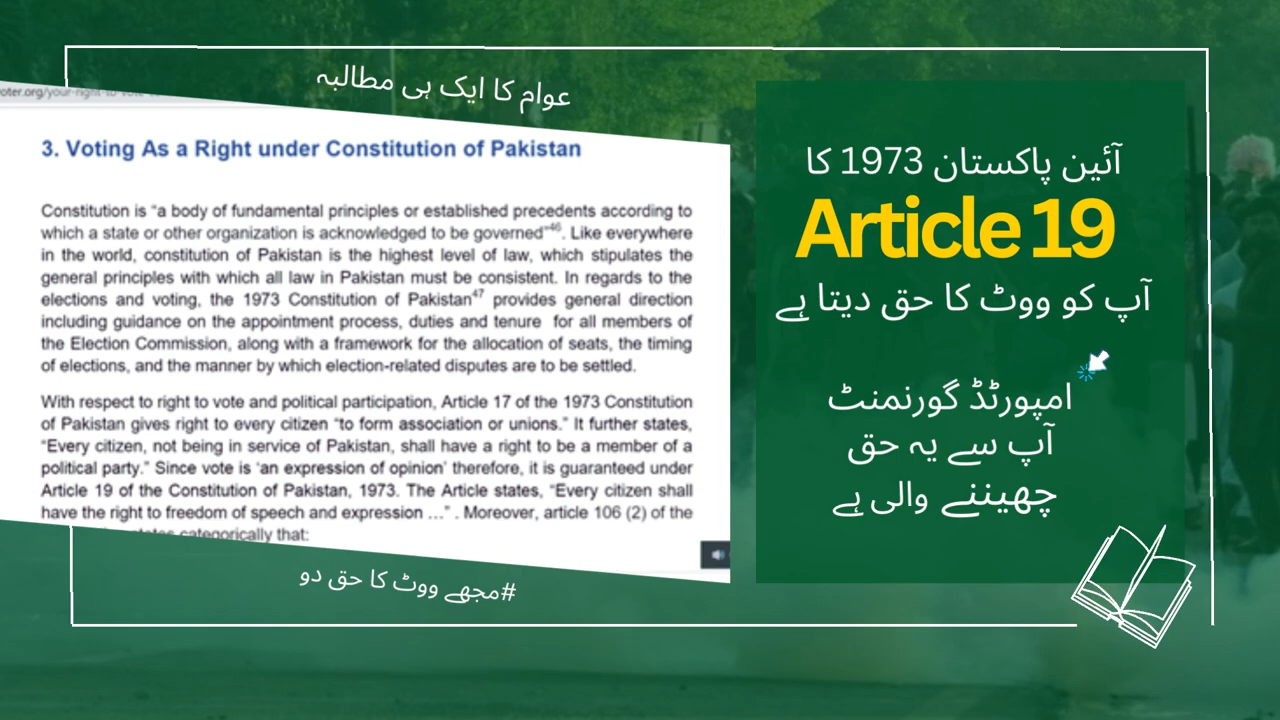 عوام کا ایک ہی مطالبہ
oter.org/your-right-to-vote
3. Voting As a Right under Constitution of Pakistan
Constitution is “a body of fundamental principles or established precedents according to
which a state or other organization is acknowledged to be governed”46. Like everywhere
in the world, constitution of Pakistan is the highest level of law, which stipulates the
general principles with which all law in Pakistan must be consistent. In regards to the
elections and voting, the 1973 Constitution of Pakistan47 provides general direction
including guidance on the appointment process, duties and tenure for all members of
the Election Commission, along with a framework for the allocation of seats, the timing
of elections, and the manner by which election-related disputes are to be settled.
With respect to right to vote and political participation, Article 17 of the 1973 Constitution
of Pakistan gives right to every citizen “to form association or unions.” It further states,
“Every citizen, not being in service of Pakistan, shall have a right to be a member of a
political party.” Since vote is ‘an expression of opinion’ therefore, it is guaranteed under
Article 19 of the Constitution of Pakistan, 1973. The Article states, “Every citizen shall
have the right to freedom of speech and expression …” . Moreover, article 106 (2) of the
states categorically that:
#مجھے ووٹ کا حق دو
آئین پاکستان 1973 کا
Article 19
آپ کو ووٹ کا حق دیتا ہے
امپورٹڈ گورنمنٹ
آپ سے یہ حق
چھیننے والی ہے